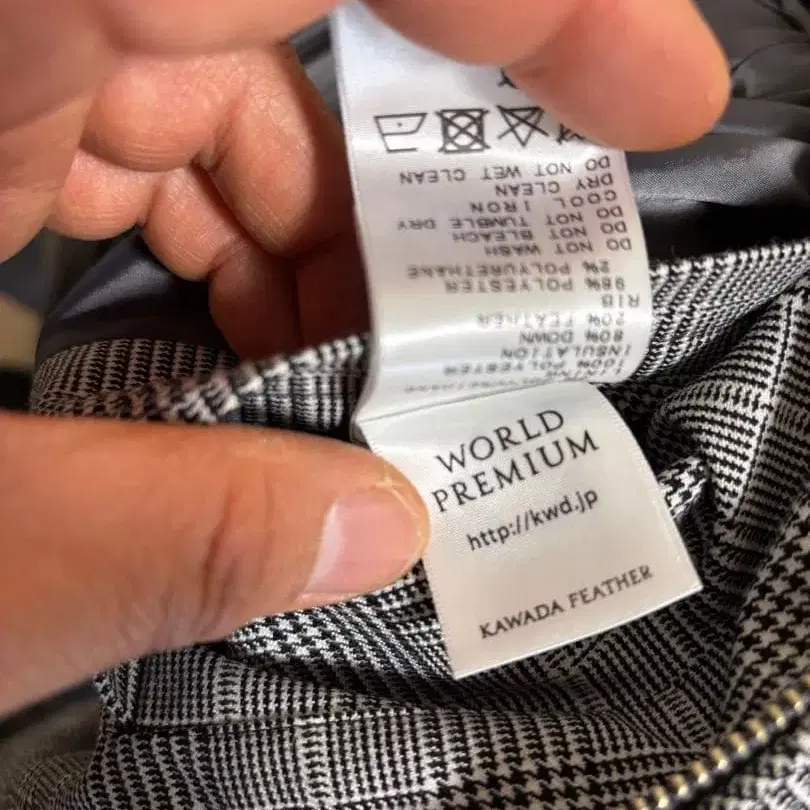 100% POLYESTER
INSULATION
80% DOWN
20% FEATHER
RIB
98% POLYESTER
2% POLYURETHANE
DO NOT WASH
DO NOT BLEACH
DO NOT TUMBLE DRY
COOL IRON
DRY CLEAN
DO NOT WET CLEAN
WORLD
PREMIUM
http://kwd.jp
KAWADA FEATHER